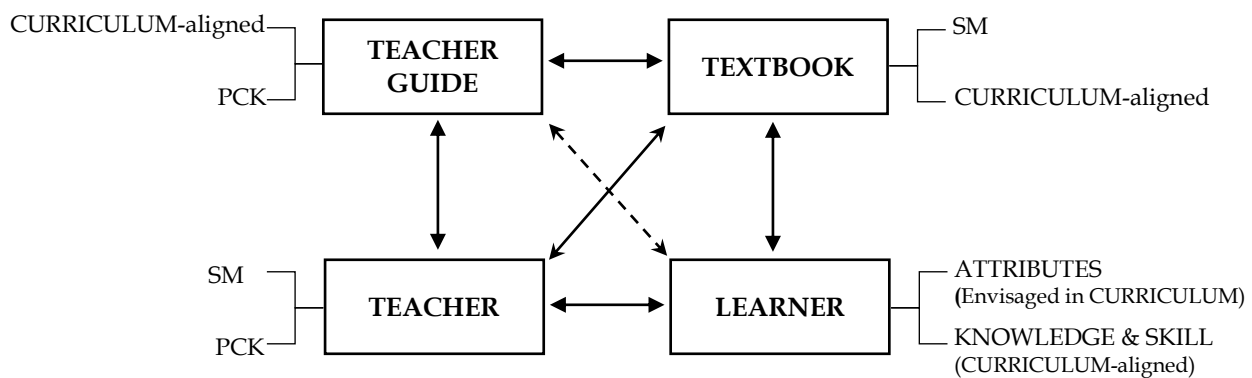 CURRICULUM-aligned
PCK
TEACHER
GUIDE
TEXTBOOK
SM
CURRICULUM-aligned
SM
PCK
TEACHER
LEARNER
ATTRIBUTES
(Envisaged in CURRICULUM)
KNOWLEDGE & SKILL
(CURRICULUM-aligned)